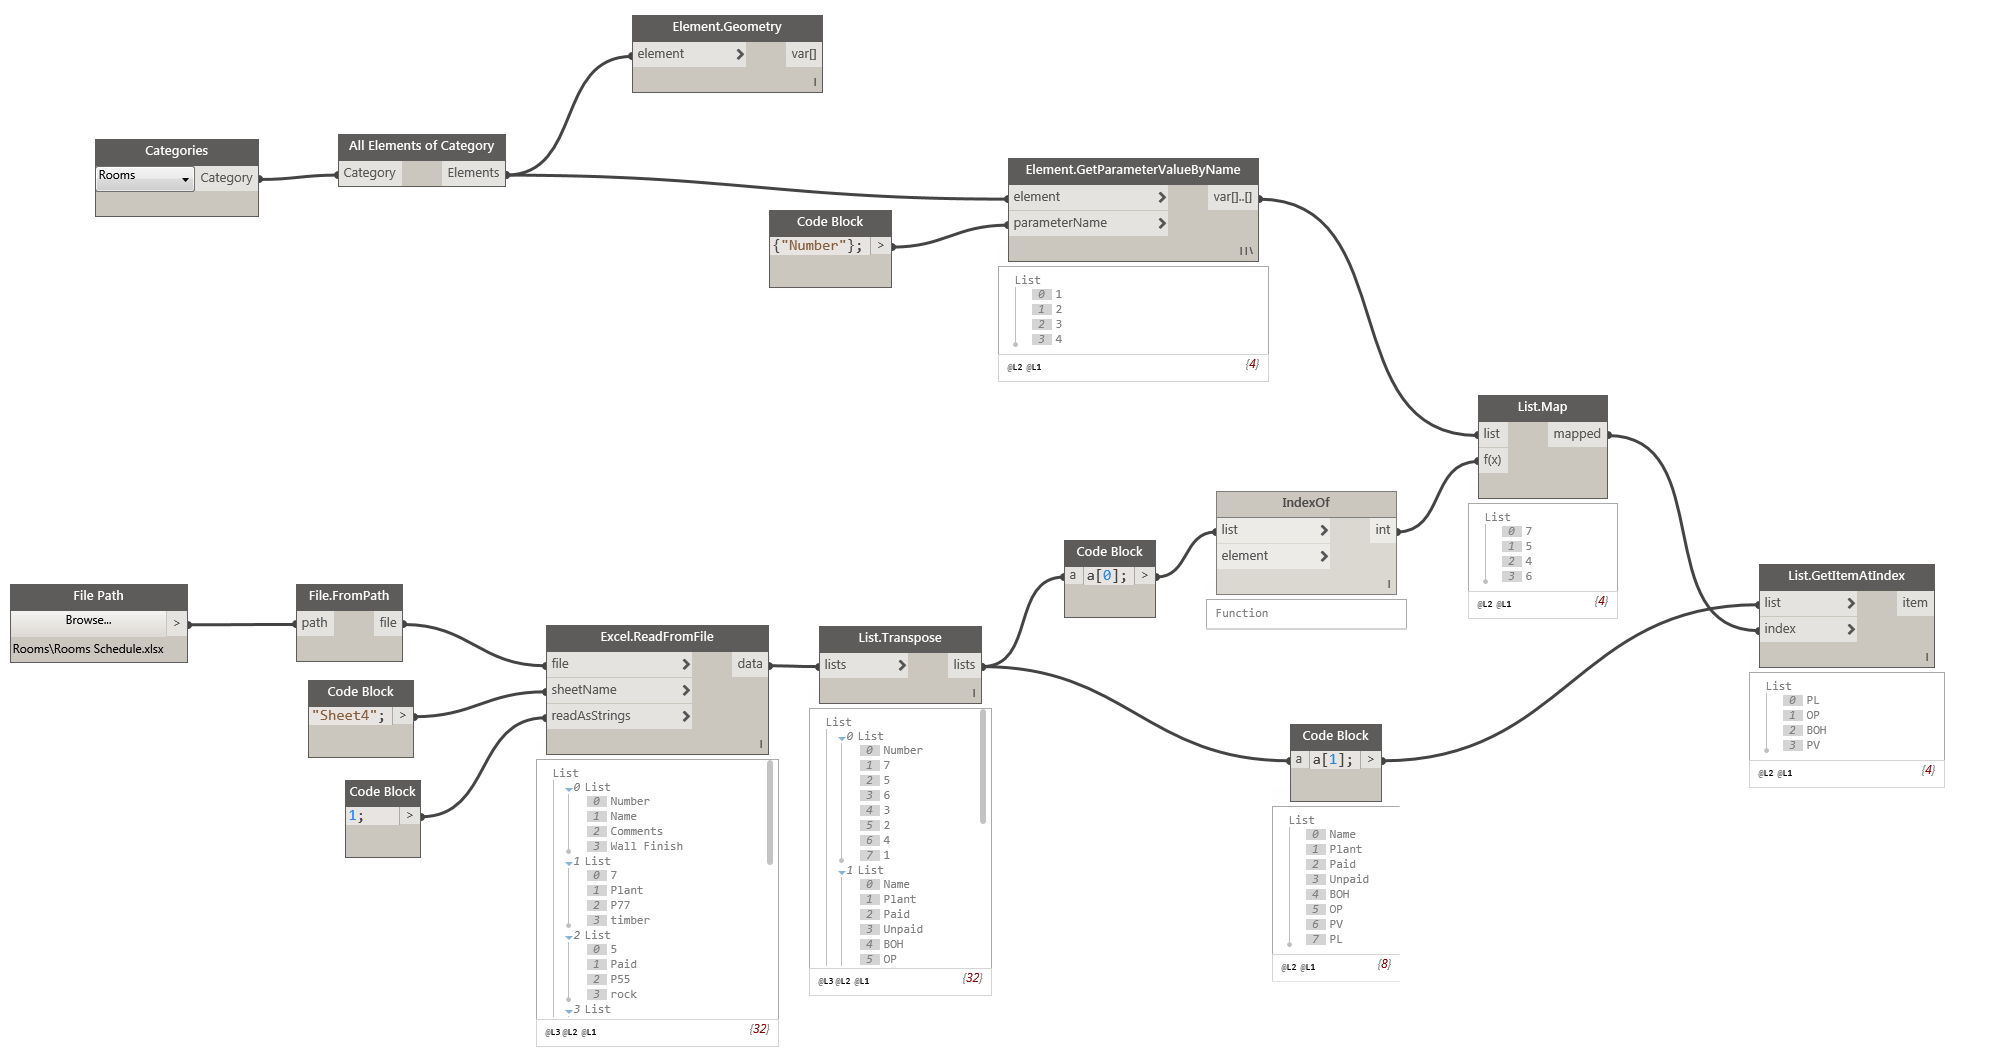 Element.Geometry
element > var[]
l
Categories
Rooms Category
All Elements of Category
Category Elements
Element.GetParameterValueByName
element > var[]..[]
parameterName >
Code Block
{"Number"}; >
List
0 1
1 2
2 3
3 4
@L2 @L1 {4}
List.Map
list mapped
f(x)
List
0 7
1 5
2 4
3 6
@L2 @L1 {4}
IndexOf
list > int
element >
l
Function
Code Block
a a[0]; >
File Path
Browse... >
Rooms\Rooms Schedule.xlsx
File.FromPath
path file
Code Block
"Sheet4"; >
Code Block
1; >
Excel.ReadFromFile
file > data
sheetName >
readAsStrings >
l
List
0 List
0 Number
1 Name
2 Comments
3 Wall Finish
1 List
0 7
1 Plant
2 P77
3 timber
2 List
0 5
1 Paid
2 P55
3 rock
3 List
@L3 @L2 @L1 {32}
List.Transpose
lists > lists
l
List
0 List
0 Number
1 7
2 5
3 6
4 3
5 2
6 4
7 1
1 List
0 Name
1 Plant
2 Paid
3 Unpaid
4 BOH
5 OP
@L3 @L2 @L1 {32}
Code Block
a a[1]; >
List
0 Name
1 Plant
2 Paid
3 Unpaid
4 BOH
5 OP
6 PV
7 PL
@L2 @L1 {8}
List.GetItemAtIndex
list > item
index >
l
List
0 PL
1 OP
2 BOH
3 PV
@L2 @L1 {4}